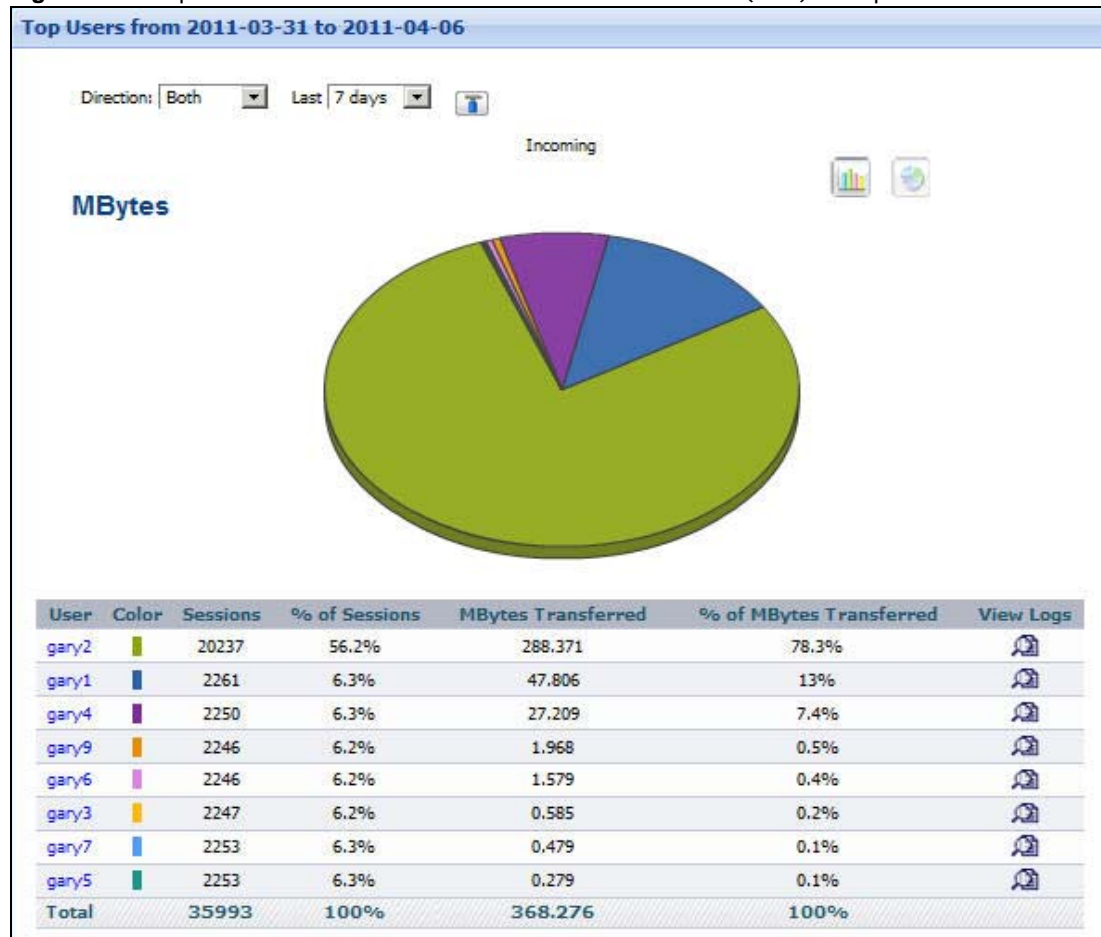 Top Users from 2011-03-31 to 2011-04-06
Direction: Both Last 7 days
Incoming
MBytes
User Color Sessions % of Sessions MBytes Transferred % of MBytes Transferred View Logs
gary2 20237 56.2% 288.371 78.3%
gary1 2261 6.3% 47.806 13%
gary4 2250 6.3% 27.209 7.4%
gary9 2246 6.2% 1.968 0.5%
gary6 2246 6.2% 1.579 0.4%
gary3 2247 6.2% 0.585 0.2%
gary7 2253 6.3% 0.479 0.1%
gary5 2253 6.3% 0.279 0.1%
Total 35993 100% 368.276 100%